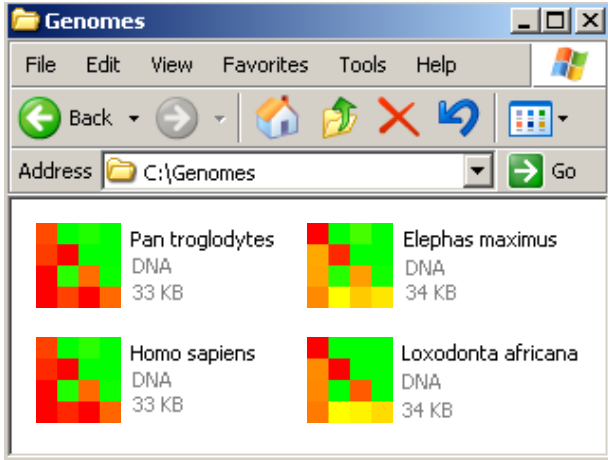 Genomes
File Edit View Favorites Tools Help
Back
Address C:\Genomes Go
Pan troglodytes
DNA
33 KB
Elephas maximus
DNA
34 KB
Homo sapiens
DNA
33 KB
Loxodonta africana
DNA
34 KB